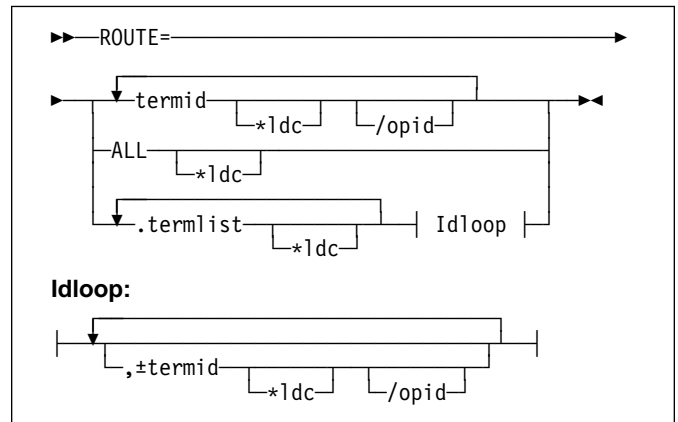 ROUTE=
termid *ldc /opid
ALL *ldc
.termlist *ldc Idloop
Idloop:
,±termid *ldc /opid